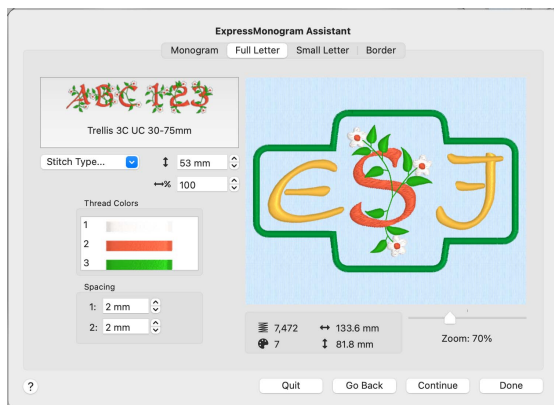 ExpressMonogram Assistant
Monogram Full Letter Small Letter Border
ABC 123
Trellis 3C UC 30-75mm
Stitch Type...
53 mm
% 100
Thread Colors
1
2
3
Spacing
1: 2 mm
2: 2 mm
E S J
7,472 133.6 mm
7 81.8 mm
Zoom: 70%
? Quit Go Back Continue Done